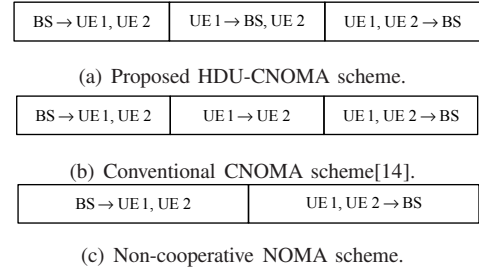 BS → UE 1, UE 2 UE 1 → BS, UE 2 UE 1, UE 2 → BS
(a) Proposed HDU-CNOMA scheme.
BS → UE 1, UE 2 UE 1 → UE 2 UE 1, UE 2 → BS
(b) Conventional CNOMA scheme[14].
BS → UE 1, UE 2 UE 1, UE 2 → BS
(c) Non-cooperative NOMA scheme.